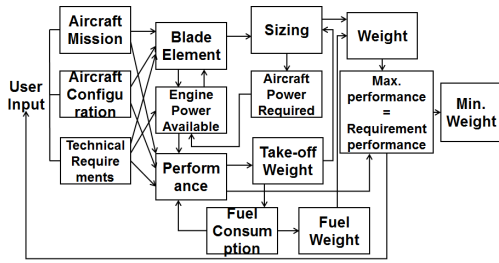 User
Input
Aircraft
Mission
Aircraft
Configu
ration
Technical
Require
ments
Blade
Element
Engine
Power
Available
Perform
ance
Sizing
Aircraft
Power
Required
Take-off
Weight
Fuel
Consum
ption
Fuel
Weight
Weight
Max.
performance
=
Requirement
performance
Min.
Weight